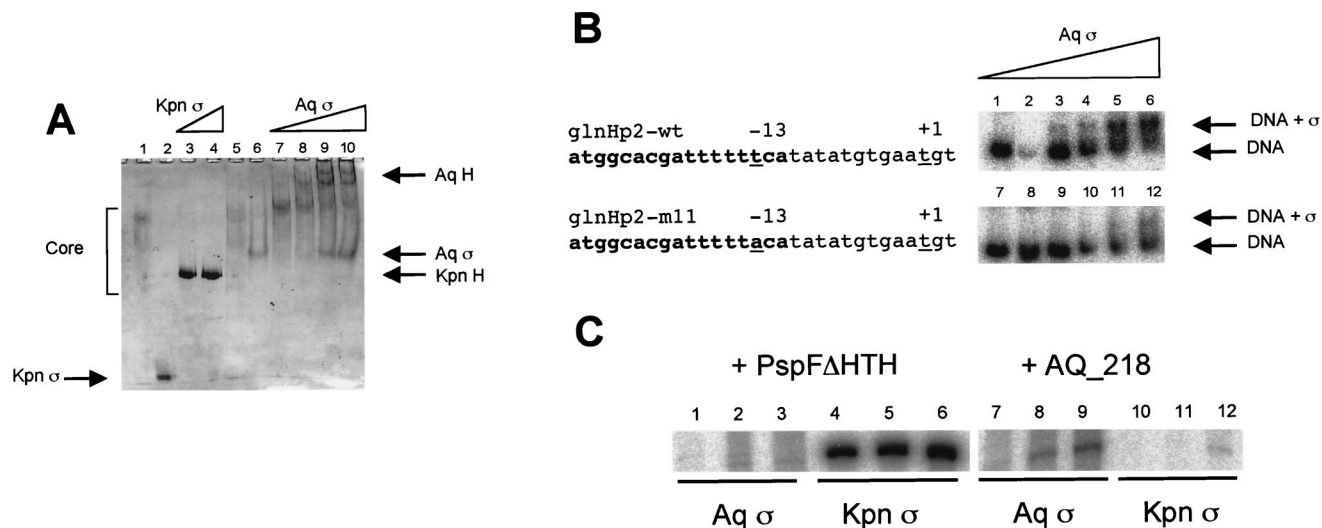 A
Kpn σ
Aq σ
1 2 3 4 5 6 7 8 9 10
Core
Kpn σ
Aq H
Aq σ
Kpn H
B
Aq σ
glnHp2-wt -13 +1
atggcacgatttttcatatatgtgaatgt
1 2 3 4 5 6
DNA + σ
DNA
glnHp2-m11 -13 +1
atggcacgattttacatatatgtgaatgt
7 8 9 10 11 12
DNA + σ
DNA
C
+ PspFΔHTH
+ AQ_218
1 2 3 4 5 6 7 8 9 10 11 12
Aq σ
Kpn σ
Aq σ
Kpn σ